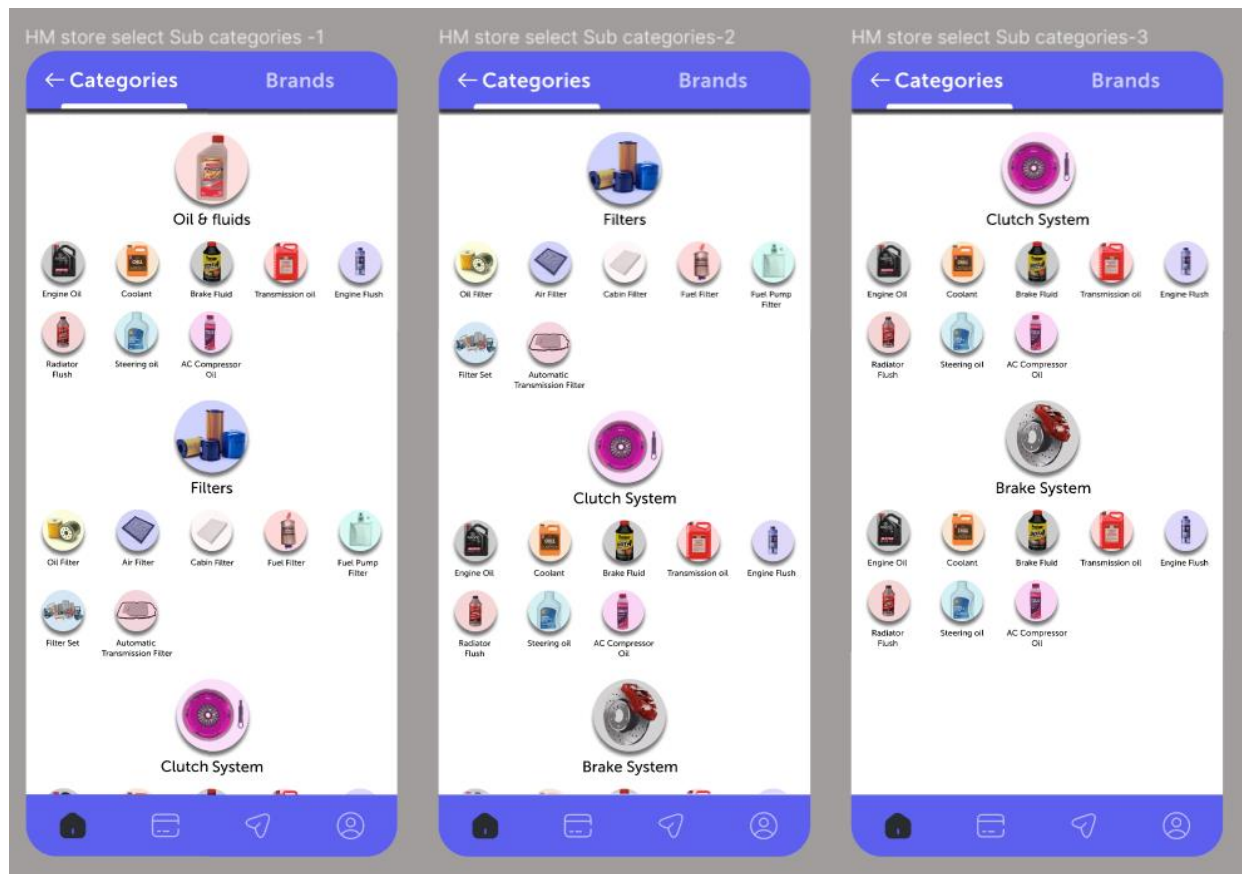 HM store select Sub categories -1
Categories
Brands
Oil & fluids
Engine Oil
Coolant
Brake Fluid
Transmission oil
Engine Flush
Radiator
Flush
Steering oil
AC Compressor
Oil
Filters
Oil Filter
Air Filter
Cabin Filter
Fuel Filter
Fuel Pump
Filter
Filter Set
Automatic
Transmission Filter
Clutch System
HM store select Sub categories-2
Categories
Brands
Filters
Oil Filter
Air Filter
Cabin Filter
Fuel Filter
Fuel Pump
Filter
Filter Set
Automatic
Transmission Filter
Clutch System
Engine Oil
Coolant
Brake Fluid
Transmission oil
Engine Flush
Radiator
Flush
Steering oil
AC Compressor
Oil
Brake System
HM store select Sub categories-3
Categories
Brands
Clutch System
Engine Oil
Coolant
Brake Fluid
Transmission oil
Engine Flush
Radiator
Flush
Steering oil
AC Compressor
Oil
Brake System
Engine Oil
Coolant
Brake Fluid
Transmission oil
Engine Flush
Radiator
Flush
Steering oil
AC Compressor
Oil